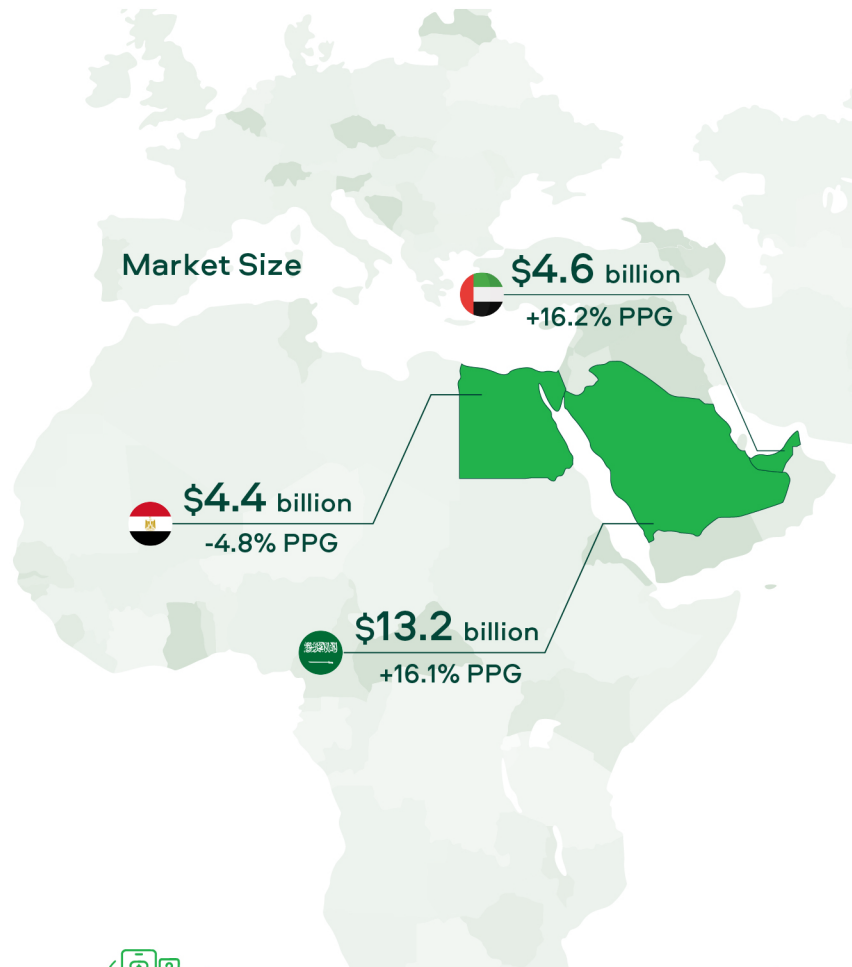 Market Size
$4.6 billion
+16.2% PPG
$4.4 billion
-4.8% PPG
$13.2 billion
+16.1% PPG